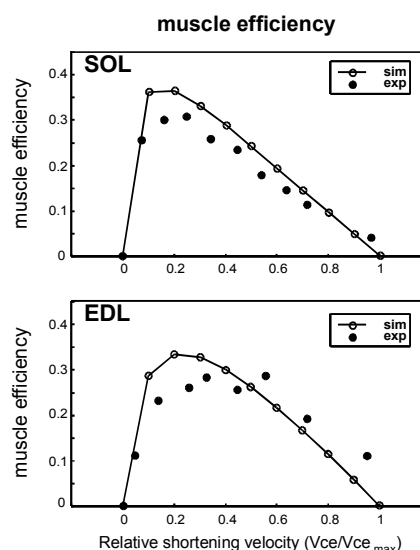 muscle efficiency
SOL
sim
exp
muscle efficiency
0.4
0.3
0.2
0.1
0
0 0.2 0.4 0.6 0.8 1
EDL
sim
exp
muscle efficiency
0.4
0.3
0.2
0.1
0
0 0.2 0.4 0.6 0.8 1
Relative shortening velocity (Vce/Vce max)